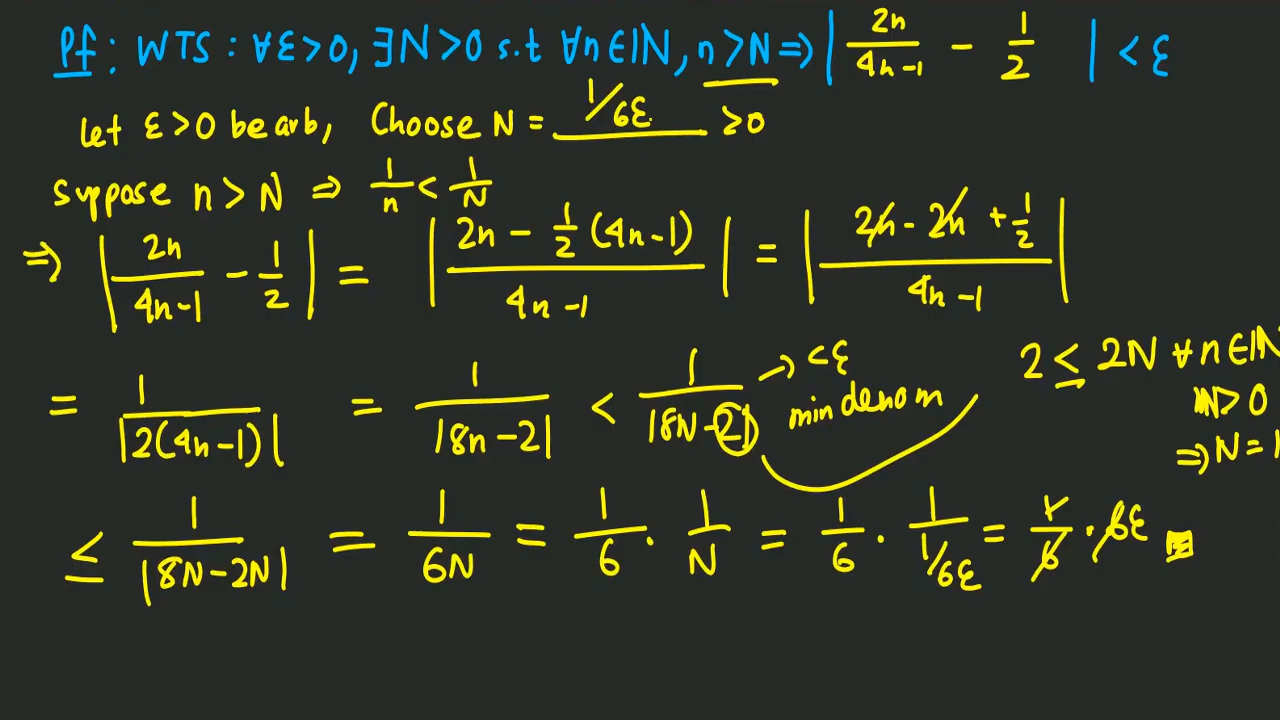 Pf: WTS: ∀ε>0, ∃N>0 s.t ∀n∈ℕ, n>N ⇒ | 2n/(4n-1) - 1/2 | < ε
Let ε>0 be arb, Choose N = 1/6ε >0
Suppose n > N ⇒ 1/n < 1/N
⇒ | 2n/(4n-1) - 1/2 | = | (2n - 1/2(4n-1))/(4n-1) | = | (2n - 2n + 1/2)/(4n-1) |
= 1/|2(4n-1)| = 1/|8n-2| < 1/|8N-2| → <ε
min denom
2 ≤ 2N ∀n∈ℕ
N>0
⇒ N =
≤ 1/|8N-2N| = 1/6N = 1/6 · 1/N = 1/6 · 1/(1/6ε) = 1/6 · 6ε